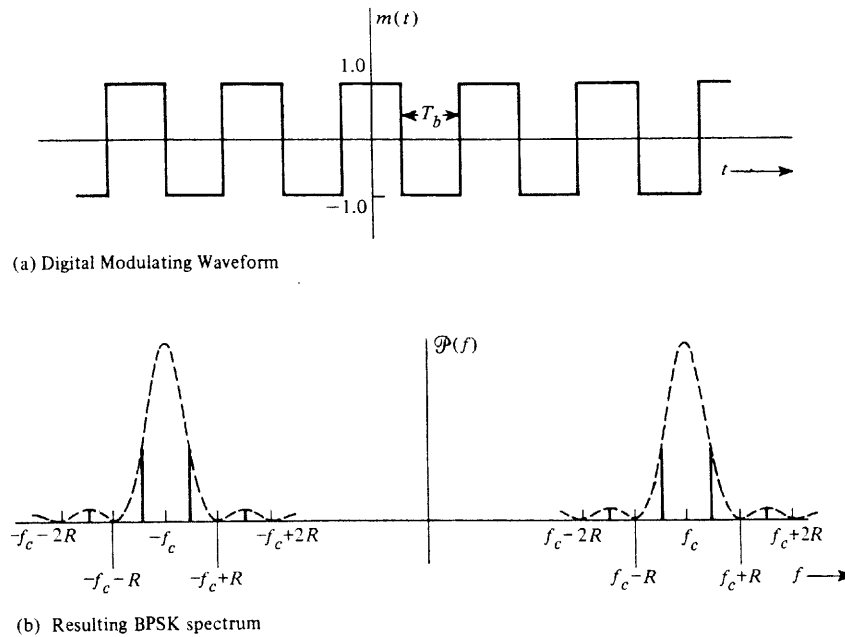 m(t)
1.0
T_b
t
−1.0
(a) Digital Modulating Waveform
𝒫(f)
−f_c − 2R
−f_c
−f_c + 2R
f_c − 2R
f_c
f_c + 2R
−f_c − R
−f_c + R
f_c − R
f_c + R
f
(b) Resulting BPSK spectrum